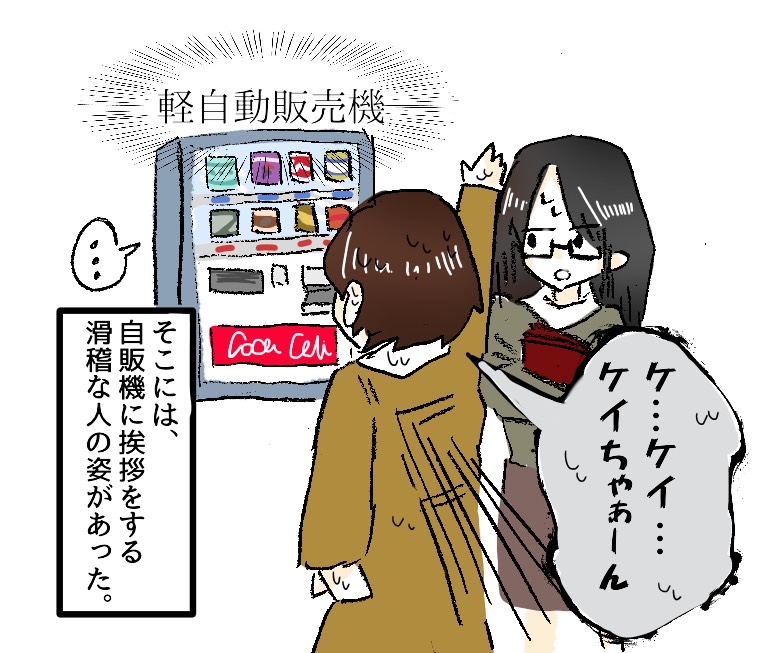 軽自動販売機
ケ…ケイ…
ケイちゃぁーん
…
そこには、
自販機に挨拶をする
滑稽な人の姿があった。